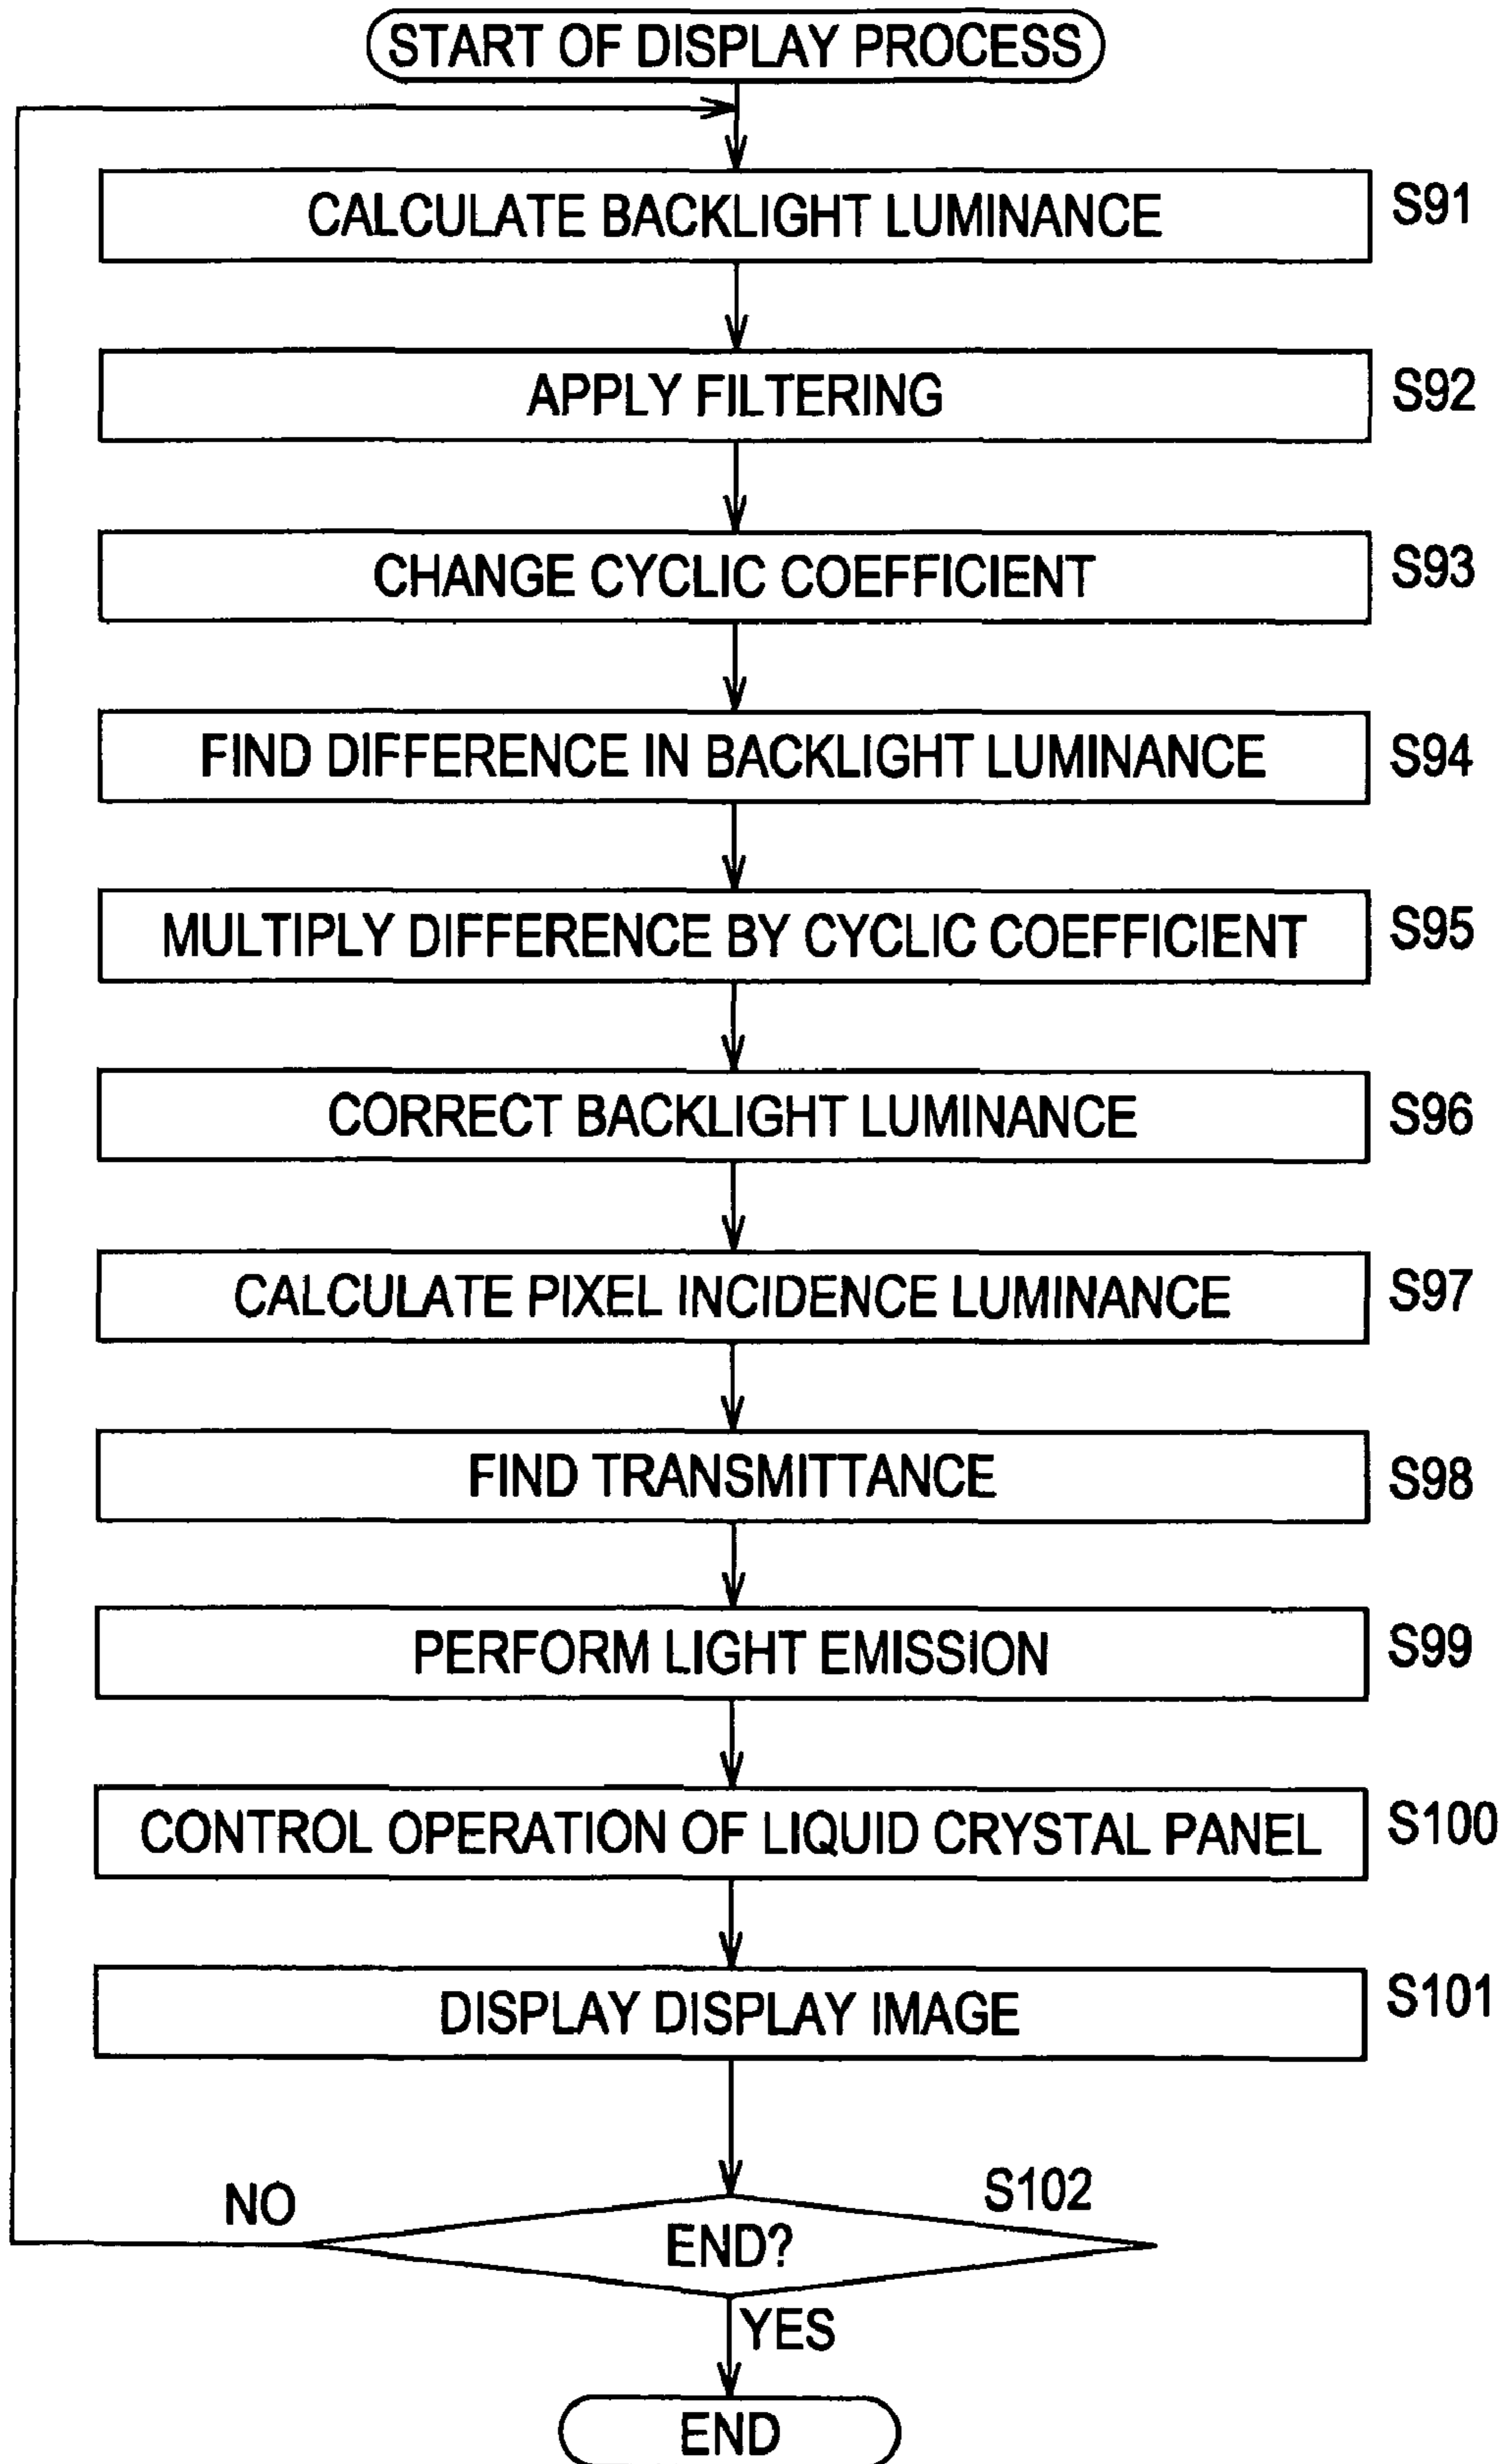 START OF DISPLAY PROCESS
CALCULATE BACKLIGHT LUMINANCE S91
APPLY FILTERING S92
CHANGE CYCLIC COEFFICIENT S93
FIND DIFFERENCE IN BACKLIGHT LUMINANCE S94
MULTIPLY DIFFERENCE BY CYCLIC COEFFICIENT S95
CORRECT BACKLIGHT LUMINANCE S96
CALCULATE PIXEL INCIDENCE LUMINANCE S97
FIND TRANSMITTANCE S98
PERFORM LIGHT EMISSION S99
CONTROL OPERATION OF LIQUID CRYSTAL PANEL S100
DISPLAY DISPLAY IMAGE S101
NO S102
END?
YES
END